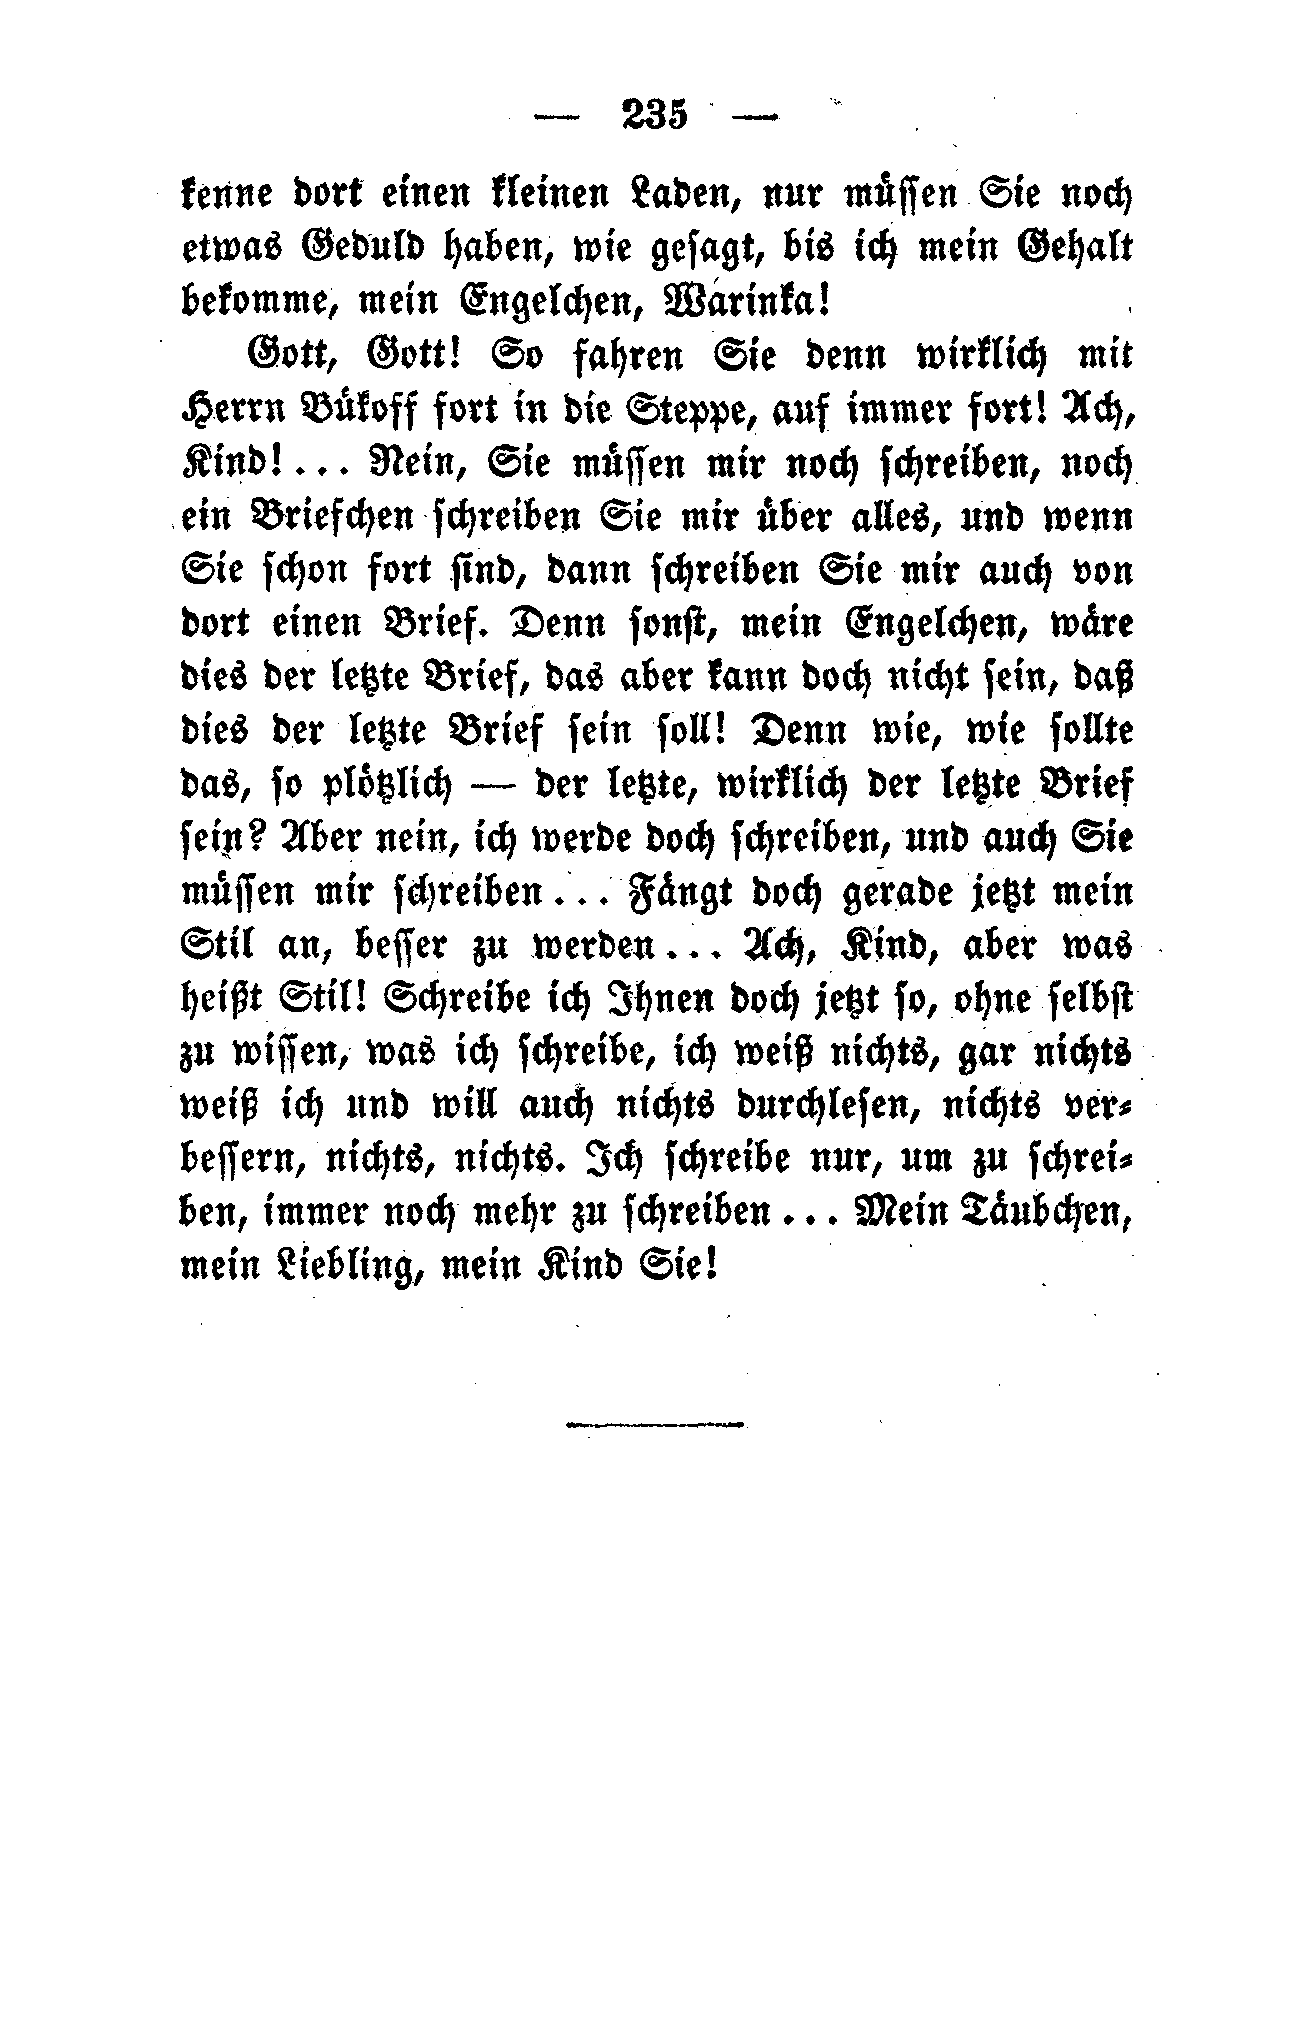 — 235 —
kenne dort einen kleinen Laden, nur müssen Sie noch
etwas Geduld haben, wie gesagt, bis ich mein Gehalt
bekomme, mein Engelchen, Warinka!
Gott, Gott! So fahren Sie denn wirklich mit
Herrn Bükoff fort in die Steppe, auf immer fort! Ach,
Kind!... Nein, Sie müssen mir noch schreiben, noch
ein Briefchen schreiben Sie mir über alles, und wenn
Sie schon fort sind, dann schreiben Sie mir auch von
dort einen Brief. Denn sonst, mein Engelchen, wäre
dies der letzte Brief, das aber kann doch nicht sein, daß
dies der letzte Brief sein soll! Denn wie, wie sollte
das, so plötzlich — der letzte, wirklich der letzte Brief
sein? Aber nein, ich werde doch schreiben, und auch Sie
müssen mir schreiben... Fängt doch gerade jetzt mein
Stil an, besser zu werden... Ach, Kind, aber was
heißt Stil! Schreibe ich Ihnen doch jetzt so, ohne selbst
zu wissen, was ich schreibe, ich weiß nichts, gar nichts
weiß ich und will auch nichts durchlesen, nichts ver-
bessern, nichts, nichts. Ich schreibe nur, um zu schrei-
ben, immer noch mehr zu schreiben... Mein Täubchen,
mein Liebling, mein Kind Sie!